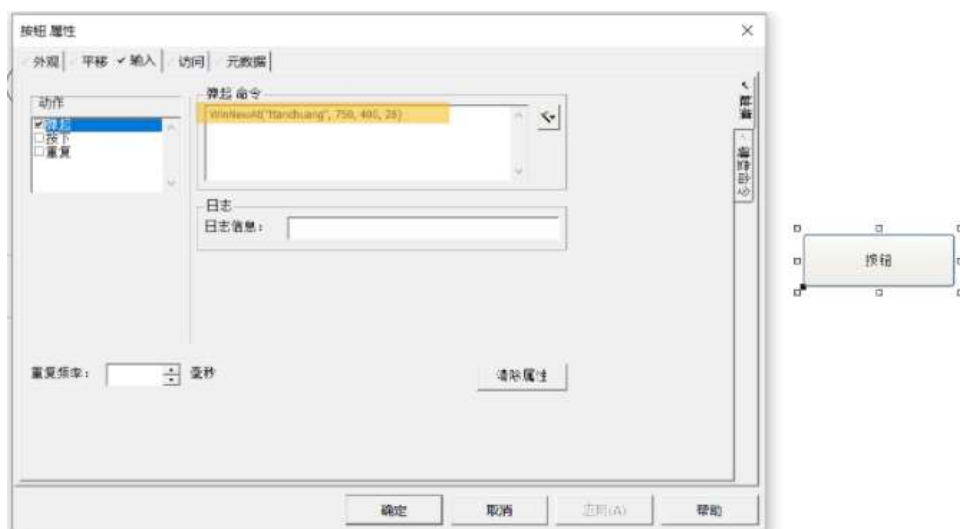 按钮 属性
外观 平移 输入 访问 元数据
动作
弹起
按下
重复
弹起 命令
WinNewAt("!tanchuang", 750, 400, 28)
日志
日志信息:
重复频率: 毫秒
清除属性
确定 取消 应用(A) 帮助
按钮